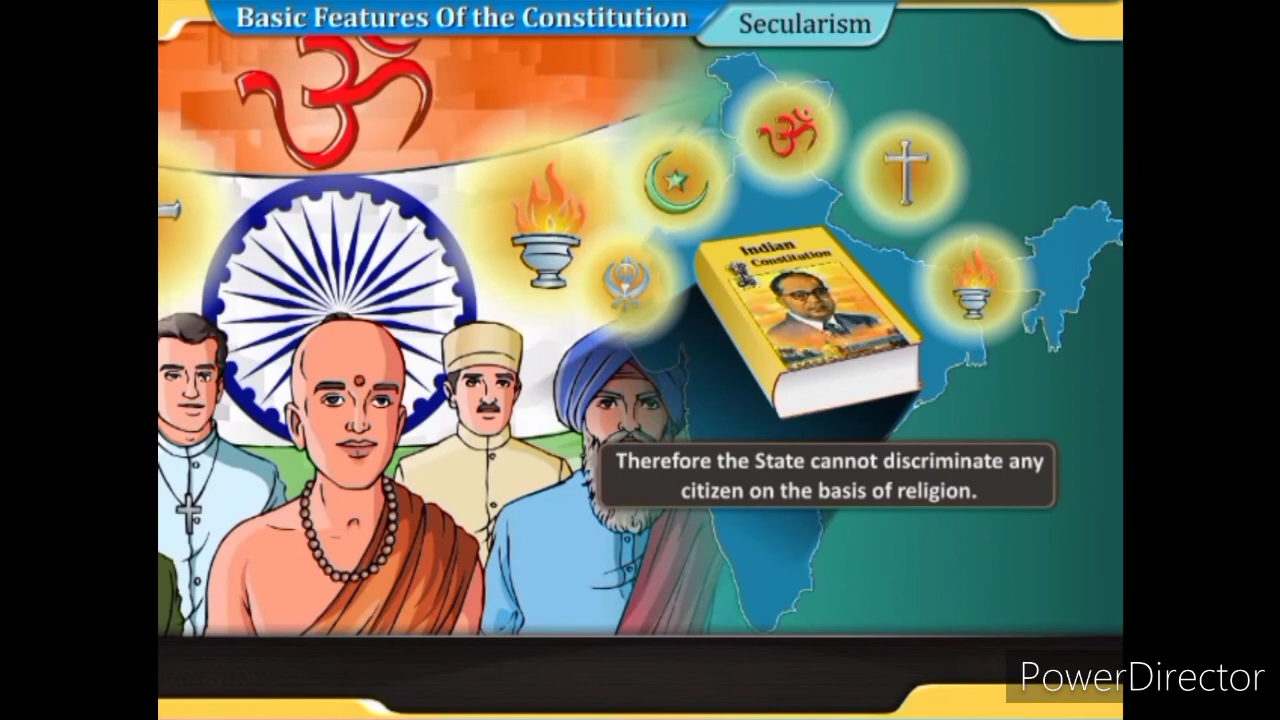 Basic Features Of the Constitution
Secularism
ॐ
ॐ
Indian
Constitution
Therefore the State cannot discriminate any
citizen on the basis of religion.
PowerDirector